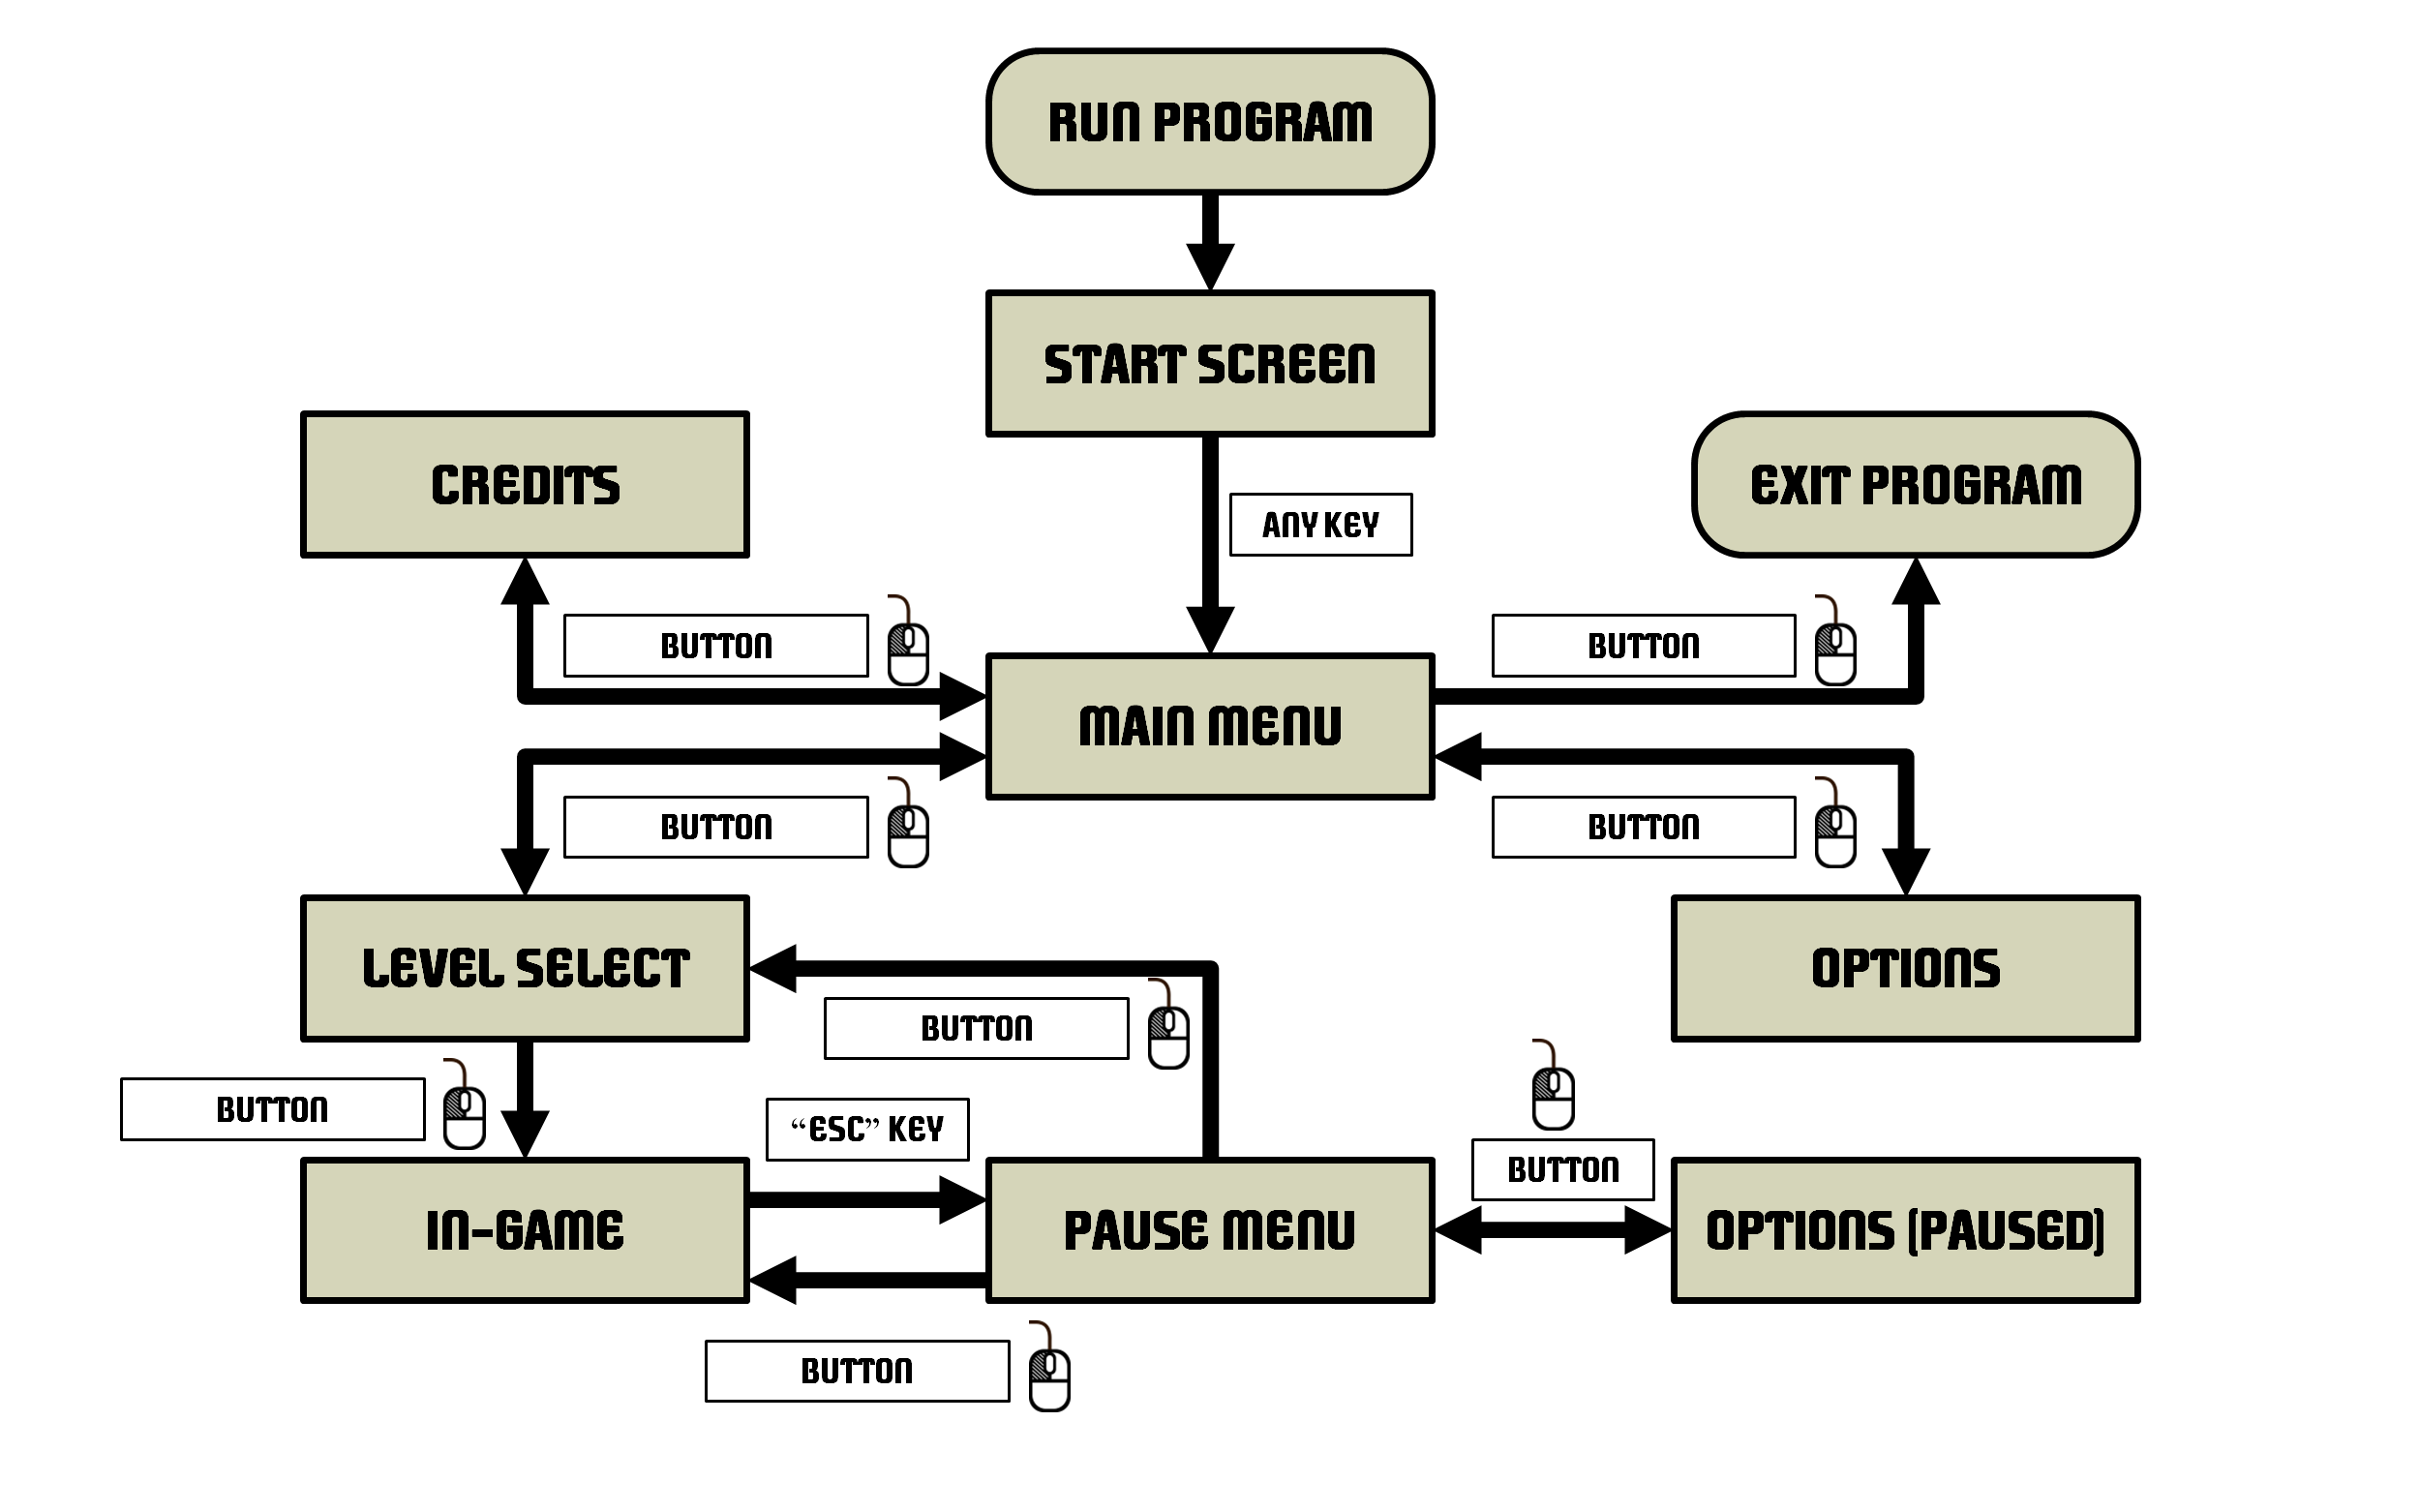 RUN PROGRAM
START SCREEN
CREDITS
EXIT PROGRAM
ANY KEY
BUTTON
BUTTON
MAIN MENU
BUTTON
BUTTON
LEVEL SELECT
OPTIONS
BUTTON
BUTTON
“ESC” KEY
BUTTON
IN-GAME
PAUSE MENU
OPTIONS (PAUSED)
BUTTON